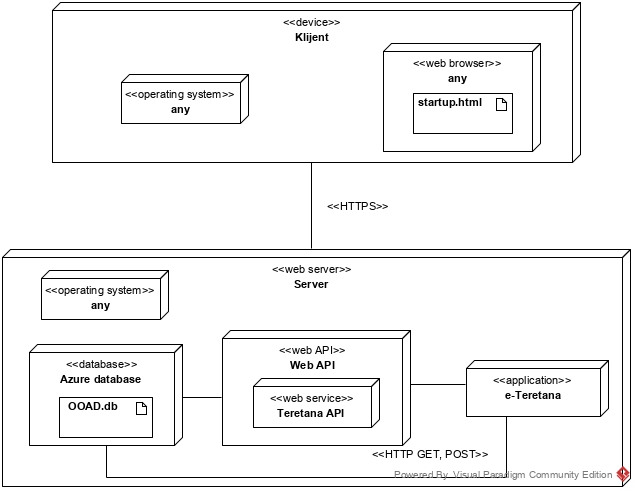 <<device>>
Klijent
<<operating system>>
any
<<web browser>>
any
startup.html
<<HTTPS>>
<<web server>>
Server
<<operating system>>
any
<<database>>
Azure database
OOAD.db
<<web API>>
Web API
<<web service>>
Teretana API
<<application>>
e-Teretana
<<HTTP GET, POST>>
Powered By Visual Paradigm Community Edition